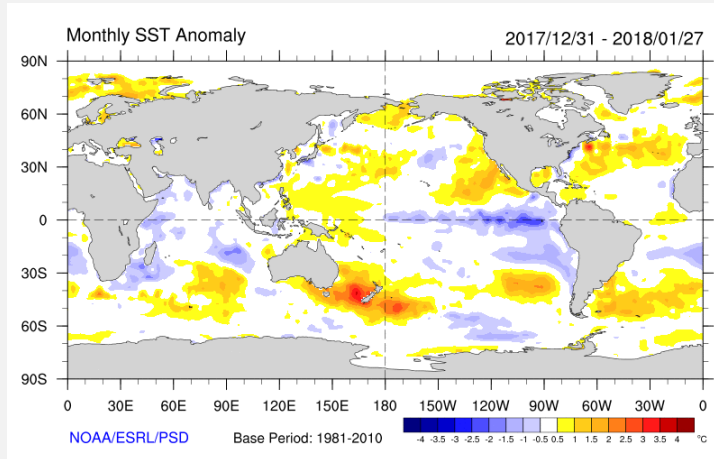 Monthly SST Anomaly 2017/12/31 - 2018/01/27
90N
60N
30N
0
30S
60S
90S
0 30E 60E 90E 120E 150E 180 150W 120W 90W 60W 30W 0
NOAA/ESRL/PSD Base Period: 1981-2010
-4 -3.5 -3 -2.5 -2 -1.5 -1 -0.5 0.5 1 1.5 2 2.5 3 3.5 4 °C